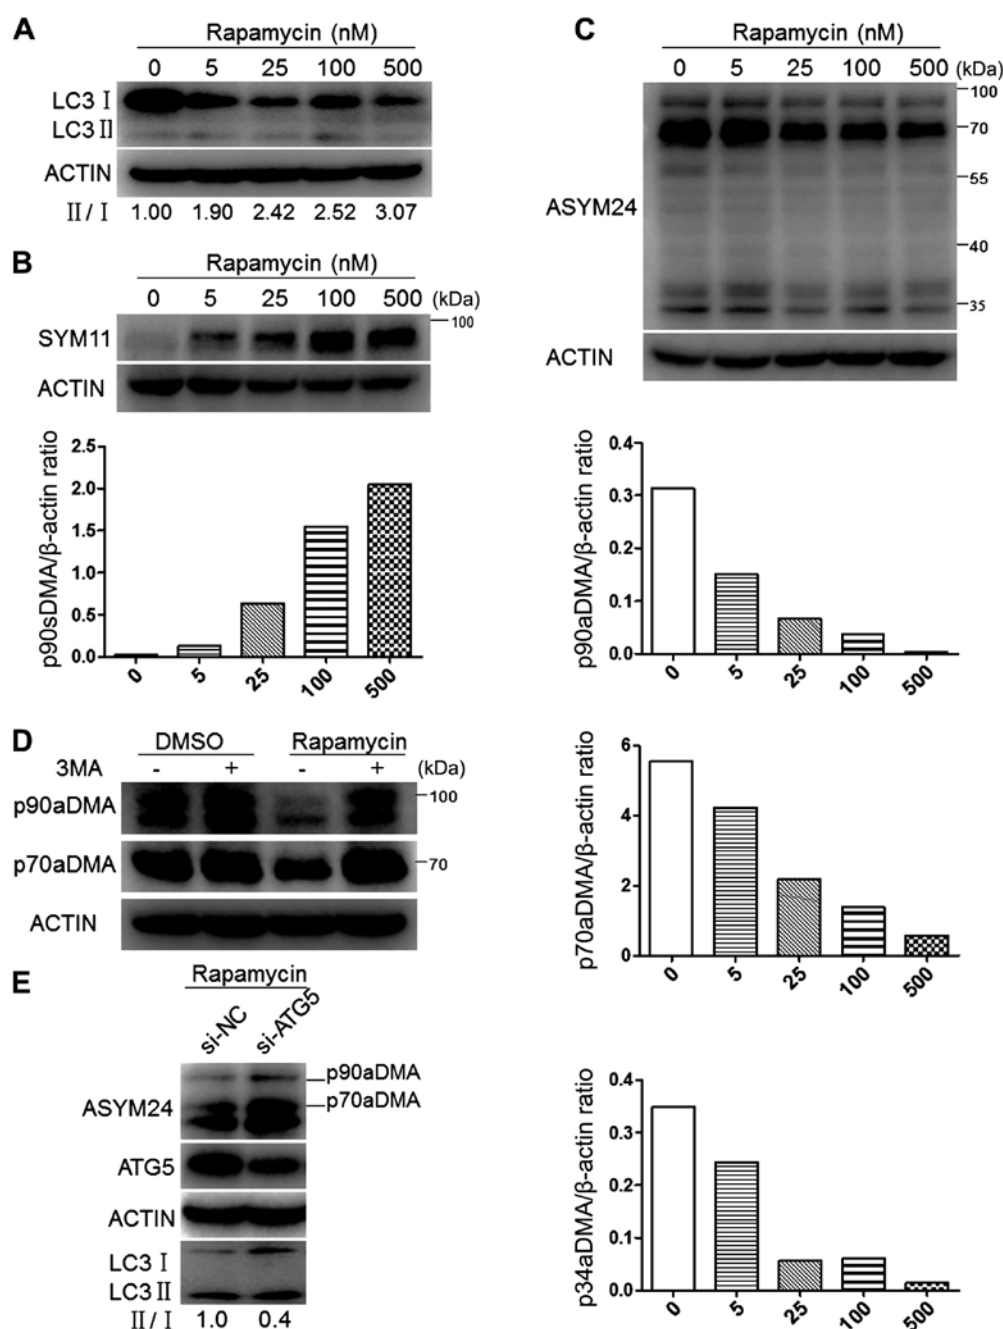 A
Rapamycin (nM)
0 5 25 100 500
LC3 Ⅰ
LC3 Ⅱ
ACTIN
Ⅱ/Ⅰ 1.00 1.90 2.42 2.52 3.07
B
Rapamycin (nM)
0 5 25 100 500 (kDa)
100
SYM11
ACTIN
p90sDMA/β-actin ratio
2.5
2.0
1.5
1.0
0.5
0.0
0 5 25 100 500
C
Rapamycin (nM)
0 5 25 100 500 (kDa)
100
70
55
ASYM24
40
35
ACTIN
p90aDMA/β-actin ratio
0.4
0.3
0.2
0.1
0.0
0 5 25 100 500
p70aDMA/β-actin ratio
6
4
2
0
0 5 25 100 500
p34aDMA/β-actin ratio
0.4
0.3
0.2
0.1
0.0
0 5 25 100 500
D
DMSO Rapamycin
3MA - + - + (kDa)
p90aDMA 100
p70aDMA 70
ACTIN
E
Rapamycin
si-NC si-ATG5
p90aDMA
ASYM24 p70aDMA
ATG5
ACTIN
LC3 Ⅰ
LC3 Ⅱ
Ⅱ/Ⅰ 1.0 0.4